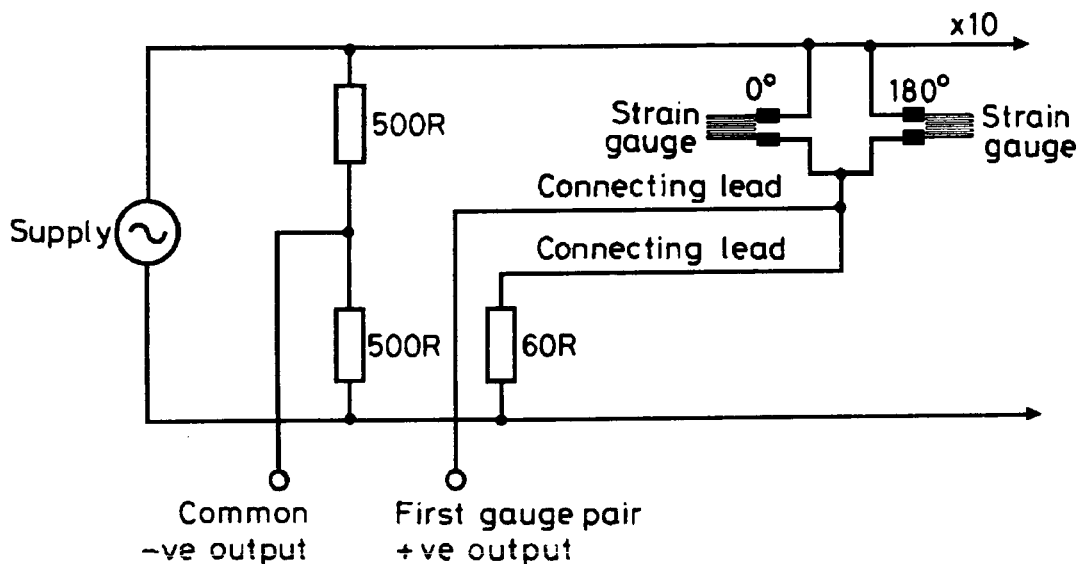 x10
0°
180°
Strain
gauge
Strain
gauge
500R
Connecting lead
Supply
Connecting lead
500R
60R
Common
-ve output
First gauge pair
+ve output